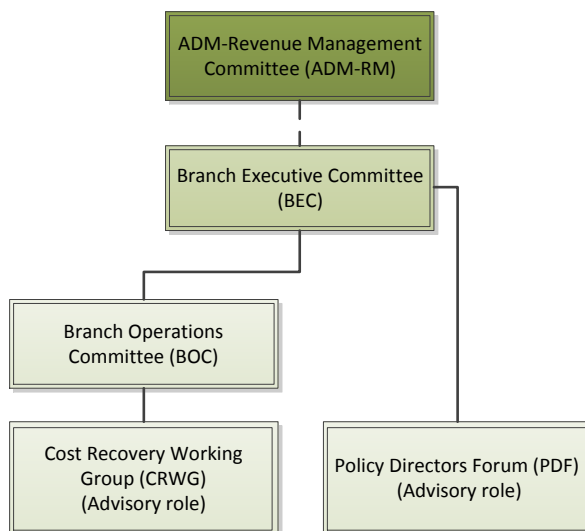 ADM-Revenue Management
Committee (ADM-RM)
Branch Executive Committee
(BEC)
Branch Operations
Committee (BOC)
Cost Recovery Working
Group (CRWG)
(Advisory role)
Policy Directors Forum (PDF)
(Advisory role)